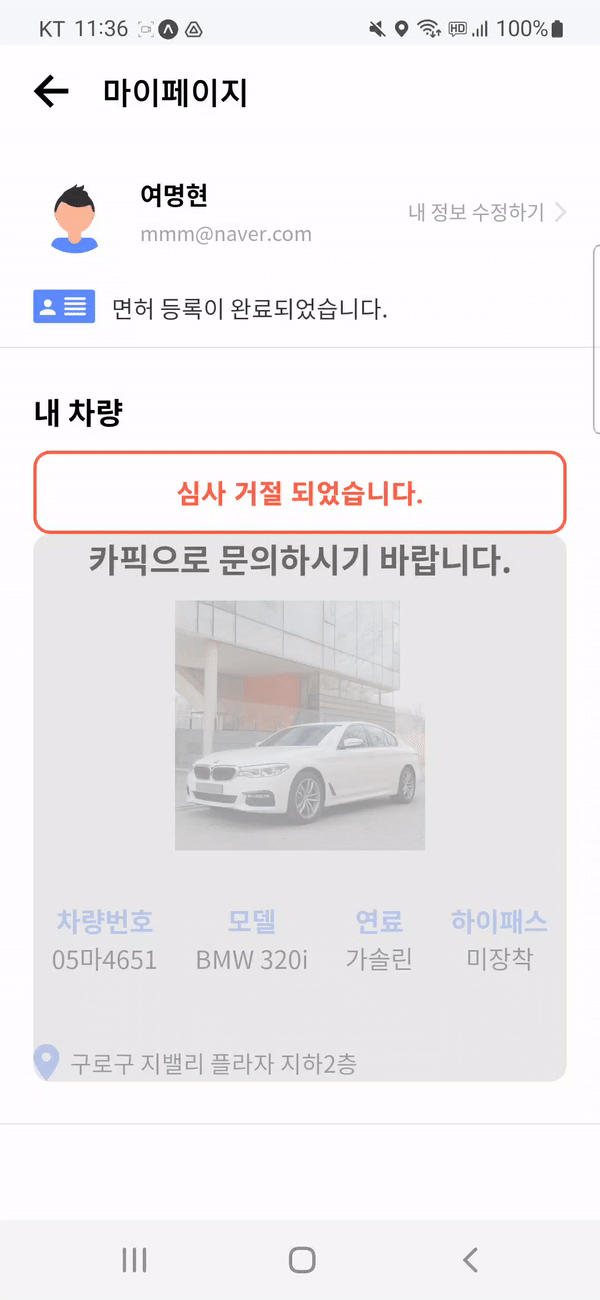 KT 11:36 HD 100%
마이페이지
여명현
mmm@naver.com
내 정보 수정하기
면허 등록이 완료되었습니다.
내 차량
심사 거절 되었습니다.
카픽으로 문의하시기 바랍니다.
차량번호 모델 연료 하이패스
05마4651 BMW 320i 가솔린 미장착
구로구 지밸리 플라자 지하2층